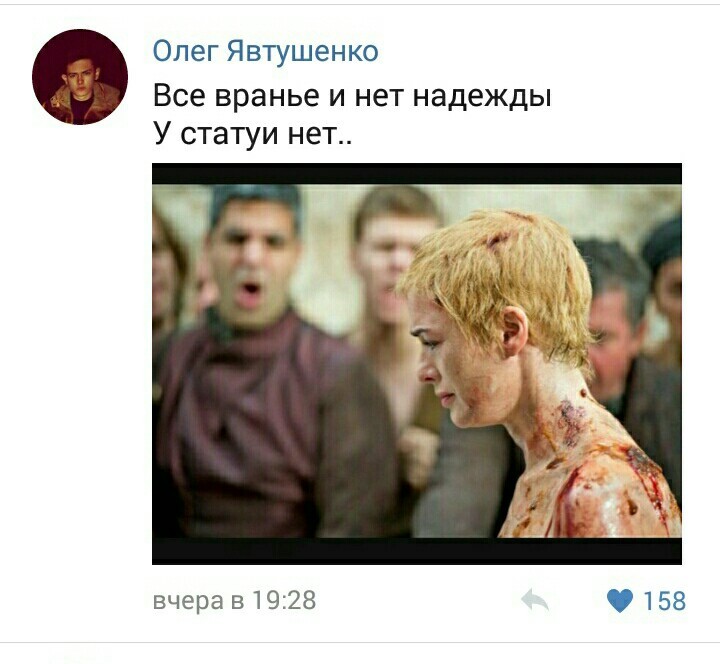 Олег Явтушенко
Все вранье и нет надежды
У статуи нет..
вчера в 19:28
158